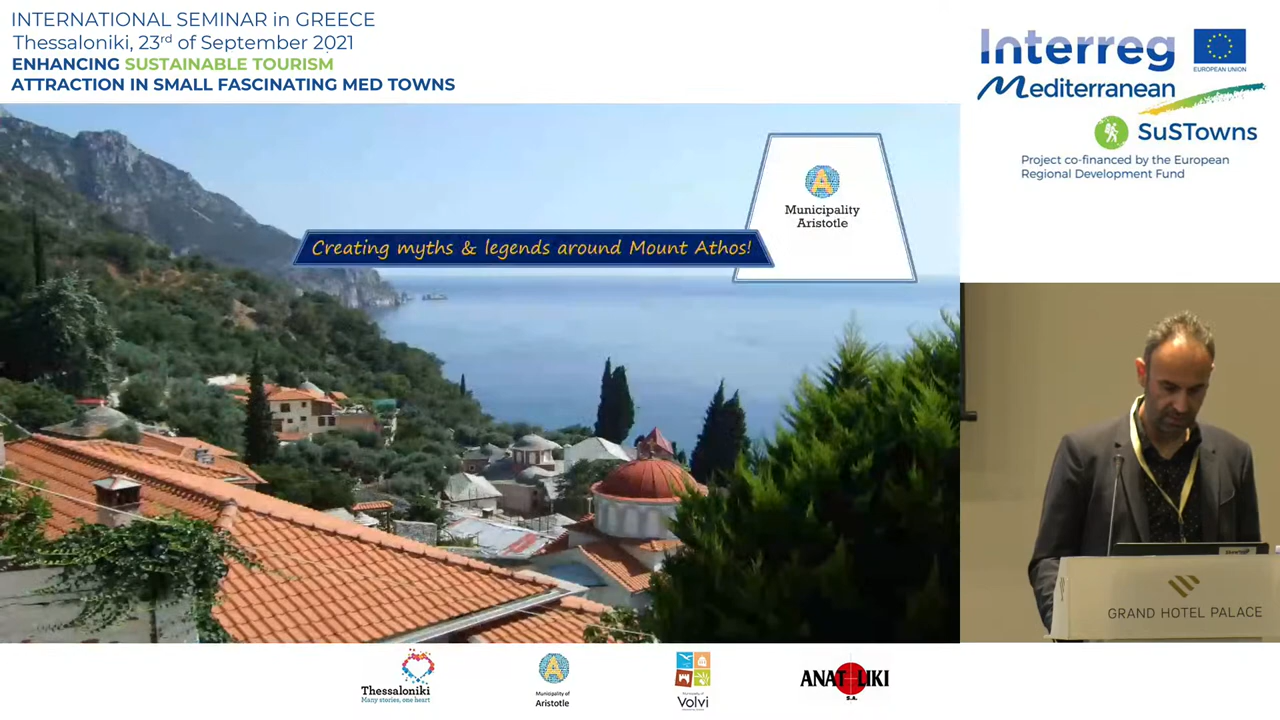 INTERNATIONAL SEMINAR in GREECE
Thessaloniki, 23rd of September 2021
ENHANCING SUSTAINABLE TOURISM
ATTRACTION IN SMALL FASCINATING MED TOWNS
Interreg
EUROPEAN UNION
Mediterranean
SuSTowns
Project co-financed by the European
Regional Development Fund
A
Municipality
Aristotle
Creating myths & legends around Mount Athos!
GRAND HOTEL PALACE
Thessaloniki
Many stories, one heart
A
Municipality of
Aristotle
Volvi
ANATOLIKI
S.A.